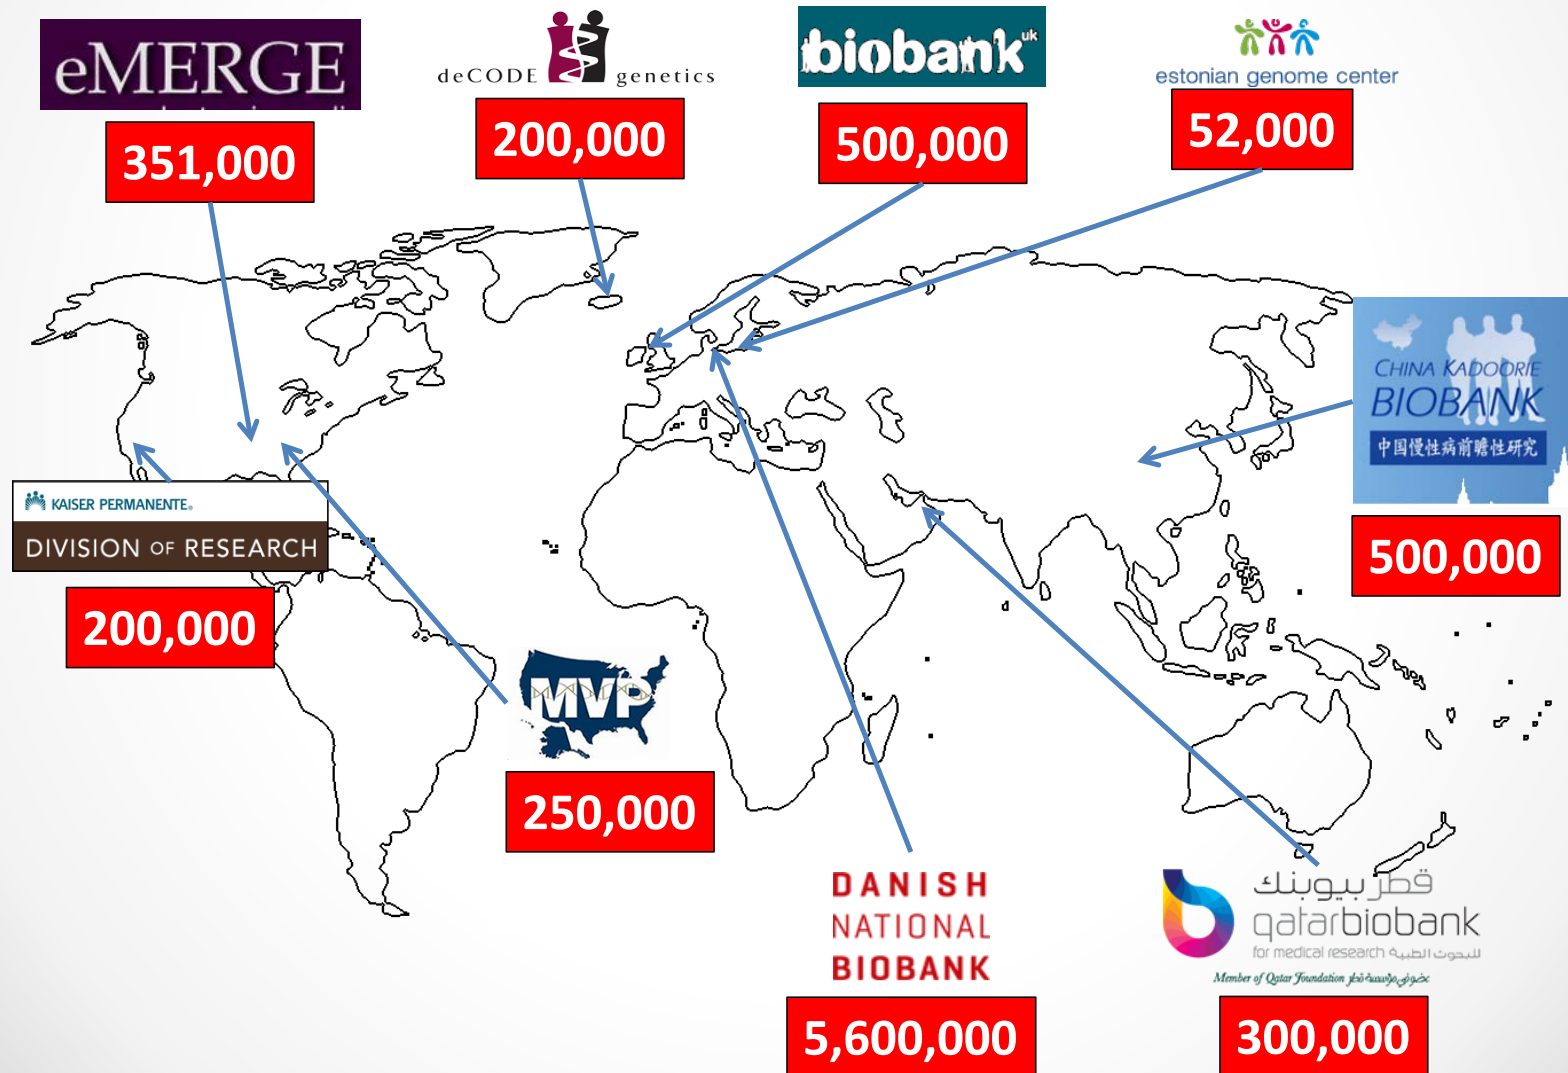 eMERGE
351,000
deCODE genetics
200,000
biobank uk
500,000
estonian genome center
52,000
CHINA KADOORIE
BIOBANK
中国慢性病前瞻性研究
500,000
KAISER PERMANENTE®
DIVISION OF RESEARCH
200,000
MVP
250,000
DANISH
NATIONAL
BIOBANK
5,600,000
قطر بيوبنك
qatarbiobank
for medical research للبحوث الطبية
Member of Qatar Foundation عضو في مؤسسة قطر
300,000